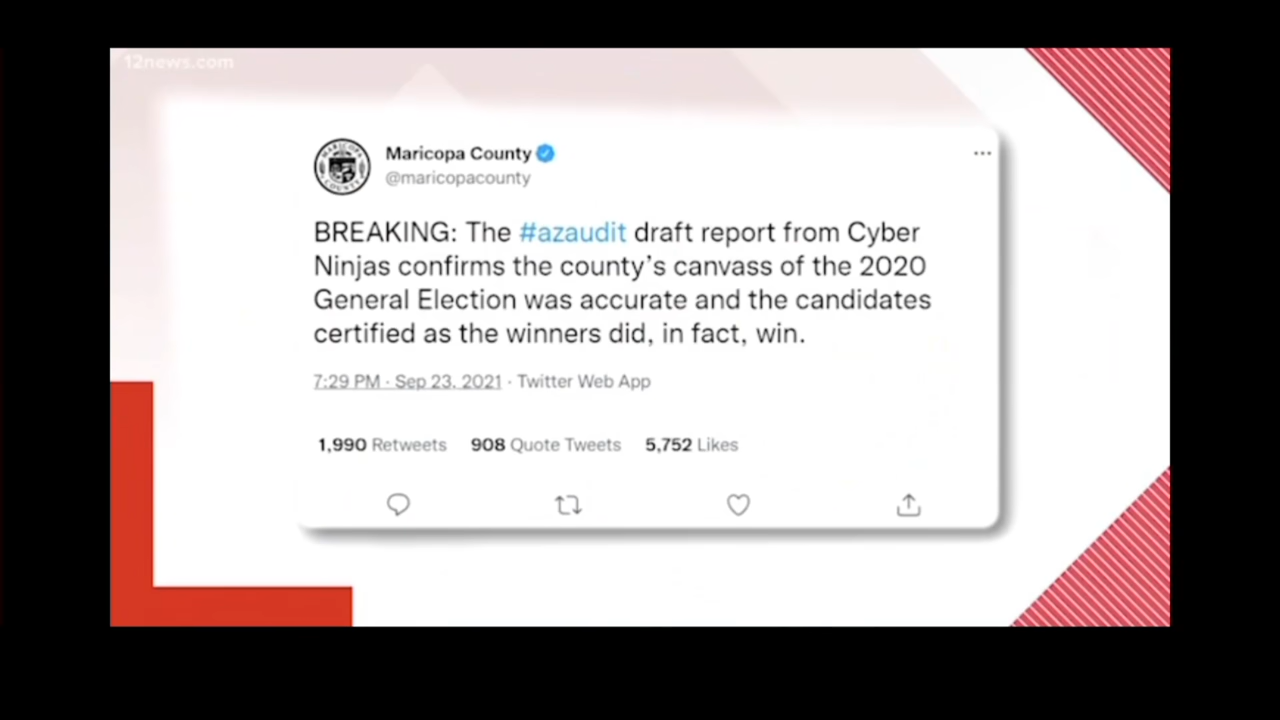 12news.com
Maricopa County
@maricopacounty
BREAKING: The #azaudit draft report from Cyber
Ninjas confirms the county's canvass of the 2020
General Election was accurate and the candidates
certified as the winners did, in fact, win.
7:29 PM · Sep 23, 2021 · Twitter Web App
1,990 Retweets 908 Quote Tweets 5,752 Likes